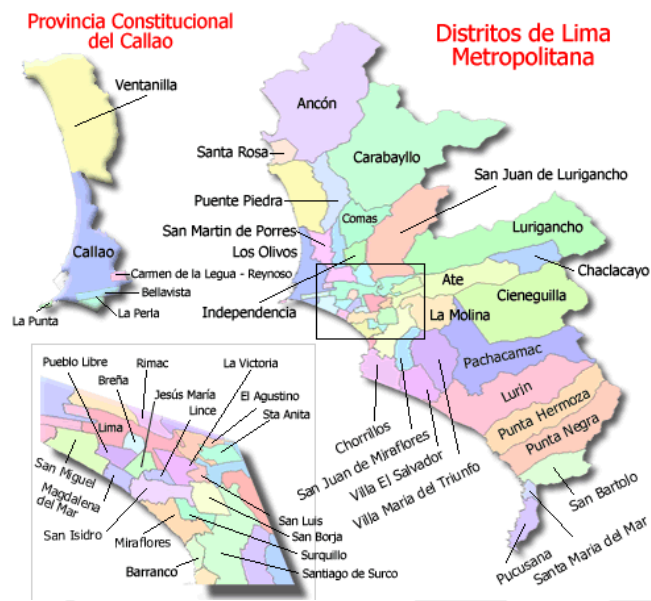 Provincia Constitucional
del Callao
Ventanilla
Callao
Carmen de la Legua - Reynoso
Bellavista
La Perla
La Punta
Distritos de Lima
Metropolitana
Ancón
Santa Rosa
Carabayllo
San Juan de Lurigancho
Puente Piedra
Comas
San Martin de Porres
Lurigancho
Los Olivos
Chaclacayo
Ate
Cieneguilla
Independencia
La Molina
Pachacamac
Lurin
Punta Hermoza
Punta Negra
Chorrillos
San Juan de Miraflores
Villa El Salvador
Villa Maria del Triunfo
San Bartolo
Santa Maria del Mar
Pucusana
Pueblo Libre
Rimac
La Victoria
Breña
Jesús María
El Agustino
Lince
Sta Anita
Lima
San Miguel
Magdalena
del Mar
San Isidro
San Luis
San Borja
Miraflores
Surquillo
Barranco
Santiago de Surco